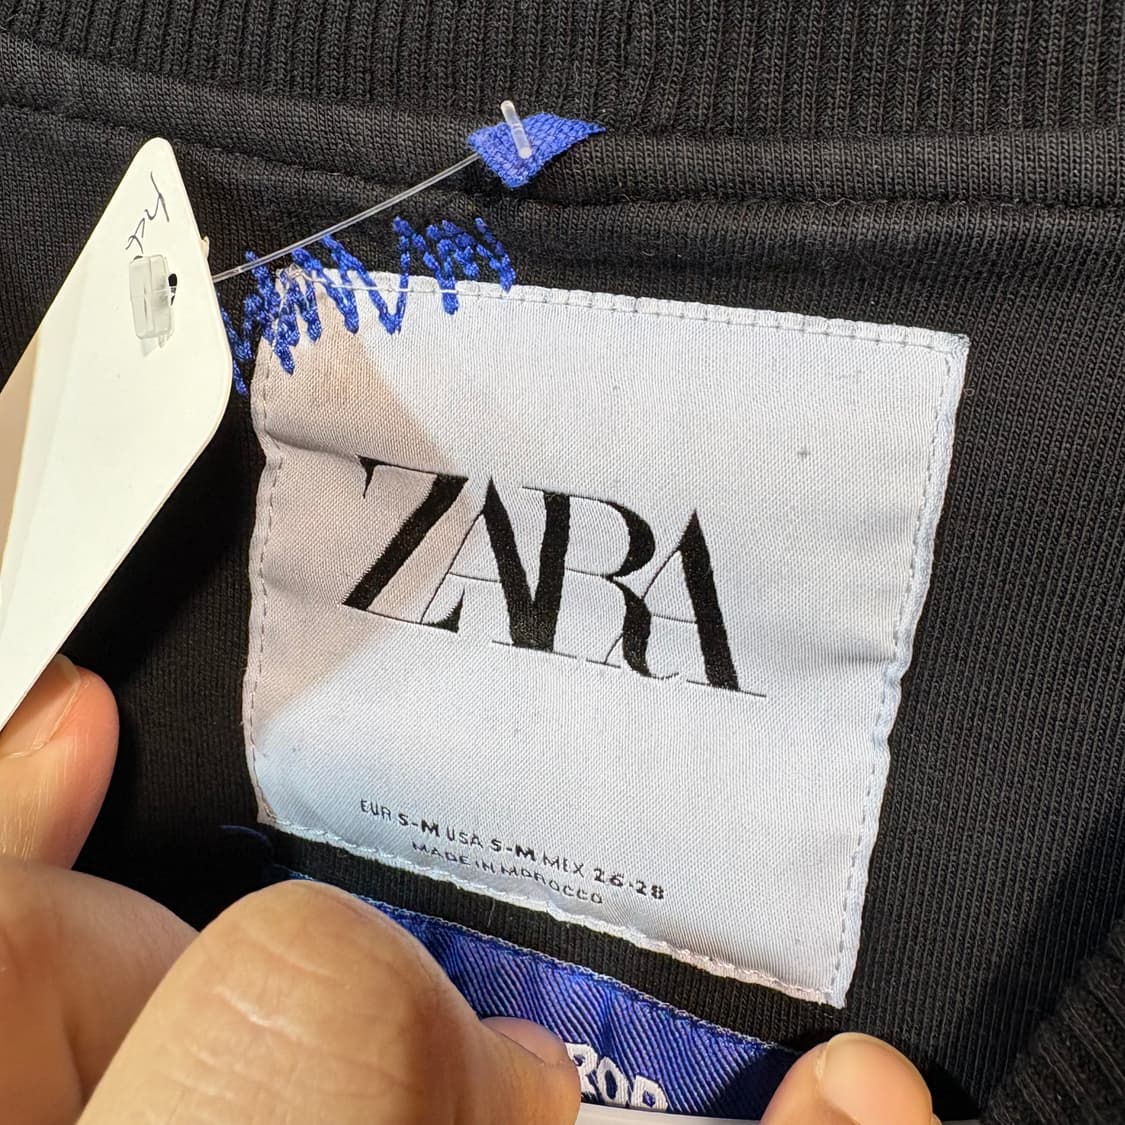 ZARA
EUR S-M USA S-M MEX 26-28
MADE IN MOROCCO